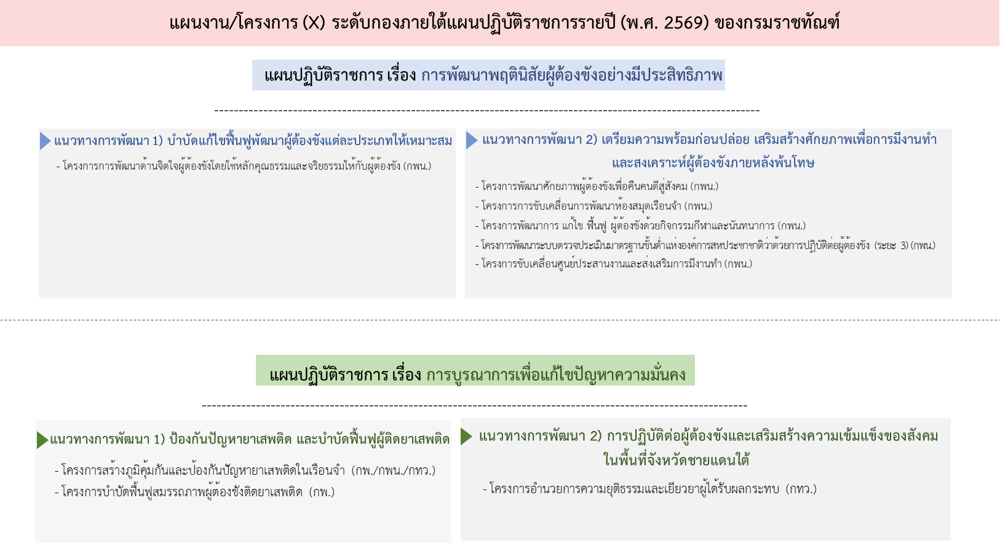 แผนงาน/โครงการ (X) ระดับกองภายใต้แผนปฏิบัติราชการรายปี (พ.ศ. 2569) ของกรมราชทัณฑ์
แผนปฏิบัติราชการ เรื่อง การพัฒนาพฤตินิสัยผู้ต้องขังอย่างมีประสิทธิภาพ
แนวทางการพัฒนา 1) บำบัดแก้ไขฟื้นฟูพัฒนาผู้ต้องขังแต่ละประเภทให้เหมาะสม
- โครงการการพัฒนาด้านจิตใจผู้ต้องขังโดยใช้หลักคุณธรรมและจริยธรรมให้กับผู้ต้องขัง (กพน.)
แนวทางการพัฒนา 2) เตรียมความพร้อมก่อนปล่อย เสริมสร้างศักยภาพเพื่อการมีงานทำ
และสงเคราะห์ผู้ต้องขังภายหลังพ้นโทษ
- โครงการพัฒนาศักยภาพผู้ต้องขังเพื่อคืนคนดีสู่สังคม (กพน.)
- โครงการการขับเคลื่อนการพัฒนาห้องสมุดเรือนจำ (กพน.)
- โครงการพัฒนาการ แก้ไข ฟื้นฟู ผู้ต้องขังด้วยกิจกรรมกีฬาและนันทนาการ (กพน.)
- โครงการพัฒนาระบบตรวจประเมินมาตรฐานขั้นต่ำแห่งองค์การสหประชาชาติว่าด้วยการปฏิบัติต่อผู้ต้องขัง (ระยะ 3) (กพน.)
- โครงการขับเคลื่อนศูนย์ประสานงานและส่งเสริมการมีงานทำ (กพน.)
แผนปฏิบัติราชการ เรื่อง การบูรณาการเพื่อแก้ไขปัญหาความมั่นคง
แนวทางการพัฒนา 1) ป้องกันปัญหายาเสพติด และบำบัดฟื้นฟูผู้ติดยาเสพติด
- โครงการสร้างภูมิคุ้มกันและป้องกันปัญหายาเสพติดในเรือนจำ (กพ./กพน./กทว.)
- โครงการบำบัดฟื้นฟูสมรรถภาพผู้ต้องขังติดยาเสพติด (กพ.)
แนวทางการพัฒนา 2) การปฏิบัติต่อผู้ต้องขังและเสริมสร้างความเข้มแข็งของสังคม
ในพื้นที่จังหวัดชายแดนใต้
- โครงการอำนวยการความยุติธรรมและเยียวยาผู้ได้รับผลกระทบ (กทว.)